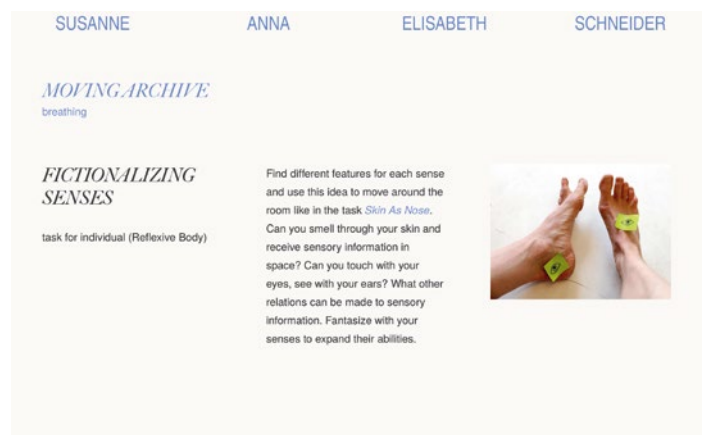 SUSANNE ANNA ELISABETH SCHNEIDER
MOVING ARCHIVE
breathing
FICTIONALIZING
SENSES
task for individual (Reflexive Body)
Find different features for each sense
and use this idea to move around the
room like in the task Skin As Nose.
Can you smell through your skin and
receive sensory information in
space? Can you touch with your
eyes, see with your ears? What other
relations can be made to sensory
information. Fantasize with your
senses to expand their abilities.